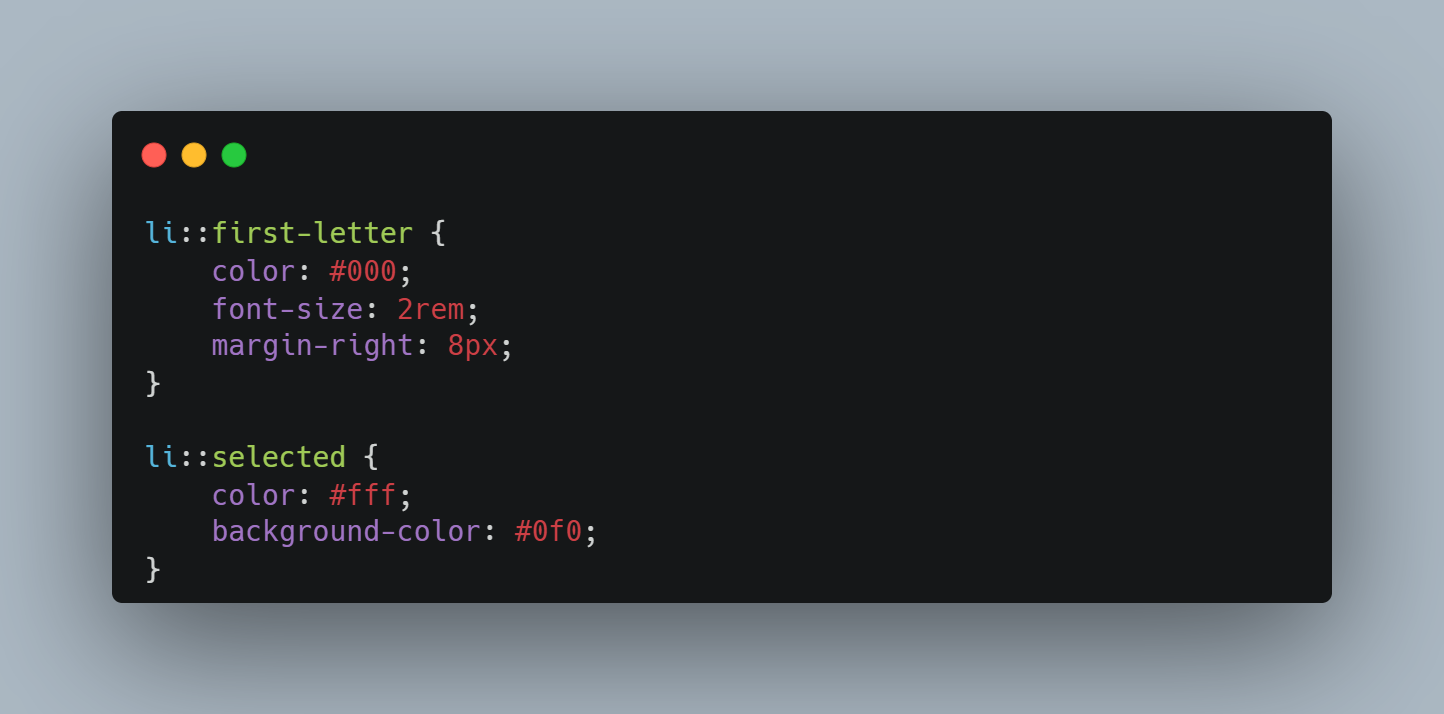 li::first-letter {
    color: #000;
    font-size: 2rem;
    margin-right: 8px;
}

li::selected {
    color: #fff;
    background-color: #0f0;
}